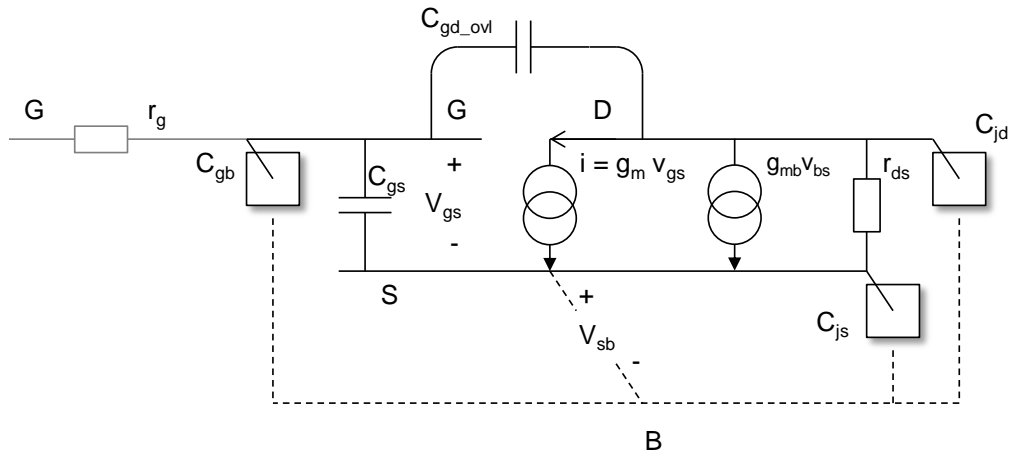 C_gd_ovl
G
r_g
G
D
C_jd
C_gb
C_gs
+
V_gs
-
i = g_m v_gs
g_mb v_bs
r_ds
S
+
V_sb
-
C_js
B